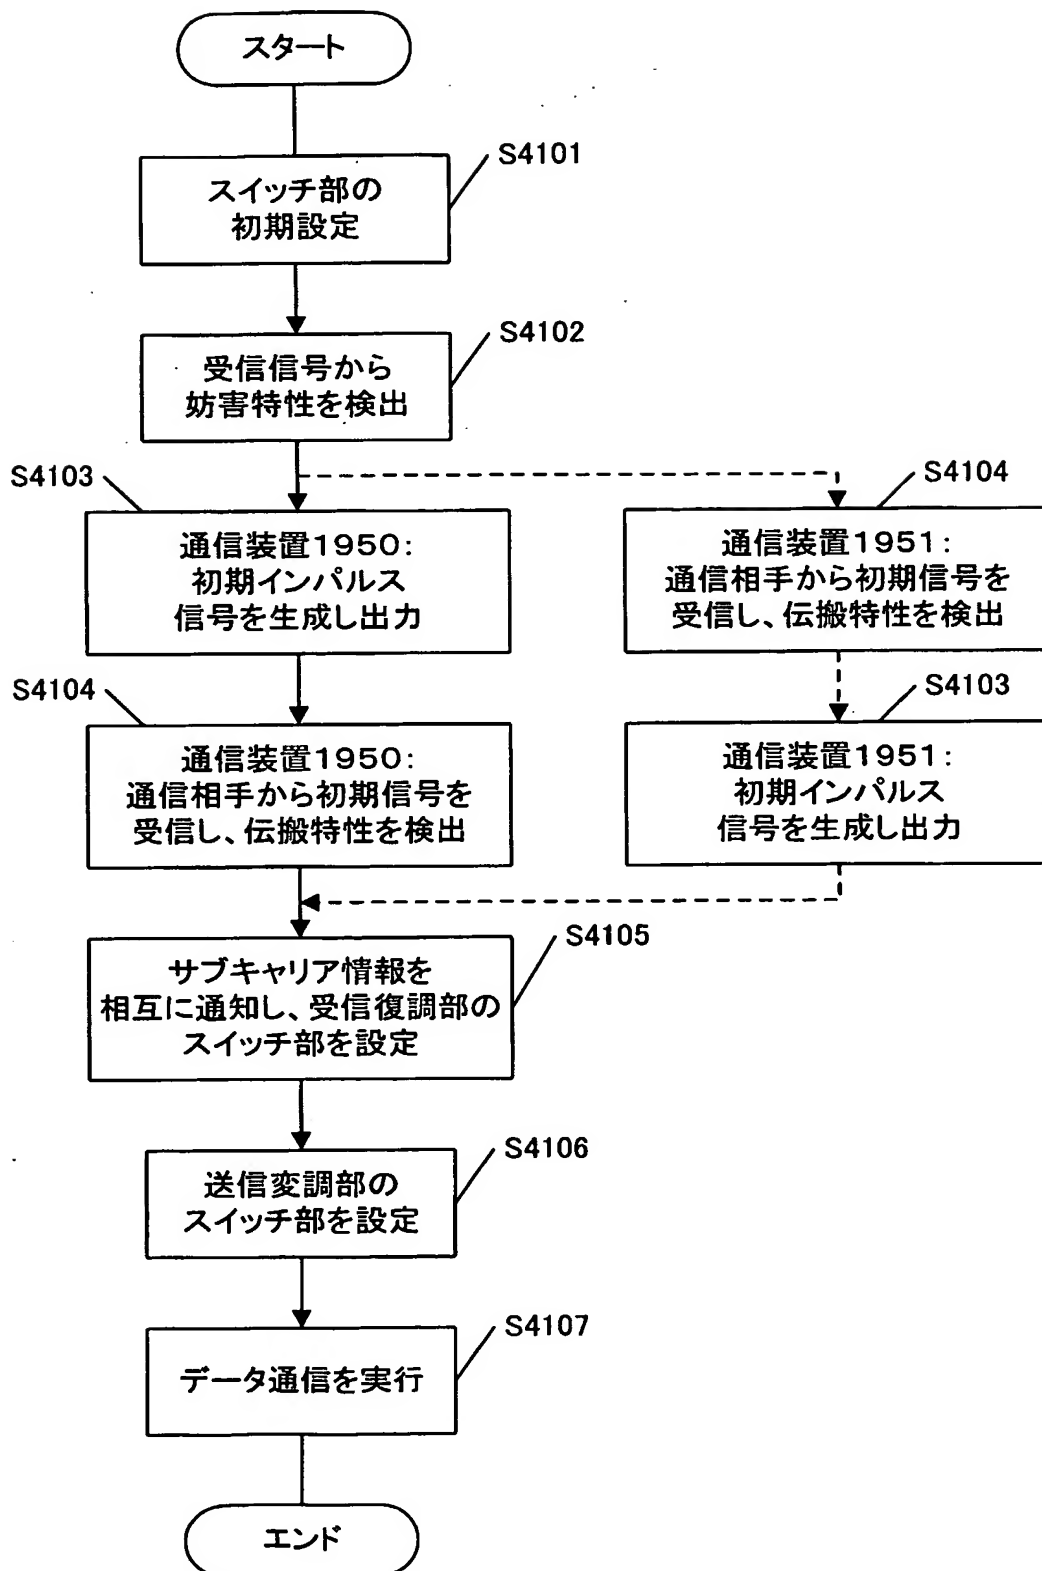 スタート
S4101
スイッチ部の
初期設定
S4102
受信信号から
妨害特性を検出
S4103
通信装置1950:
初期インパルス
信号を生成し出力
S4104
通信装置1951:
通信相手から初期信号を
受信し、伝搬特性を検出
S4104
通信装置1950:
通信相手から初期信号を
受信し、伝搬特性を検出
S4103
通信装置1951:
初期インパルス
信号を生成し出力
S4105
サブキャリア情報を
相互に通知し、受信復調部の
スイッチ部を設定
S4106
送信変調部の
スイッチ部を設定
S4107
データ通信を実行
エンド